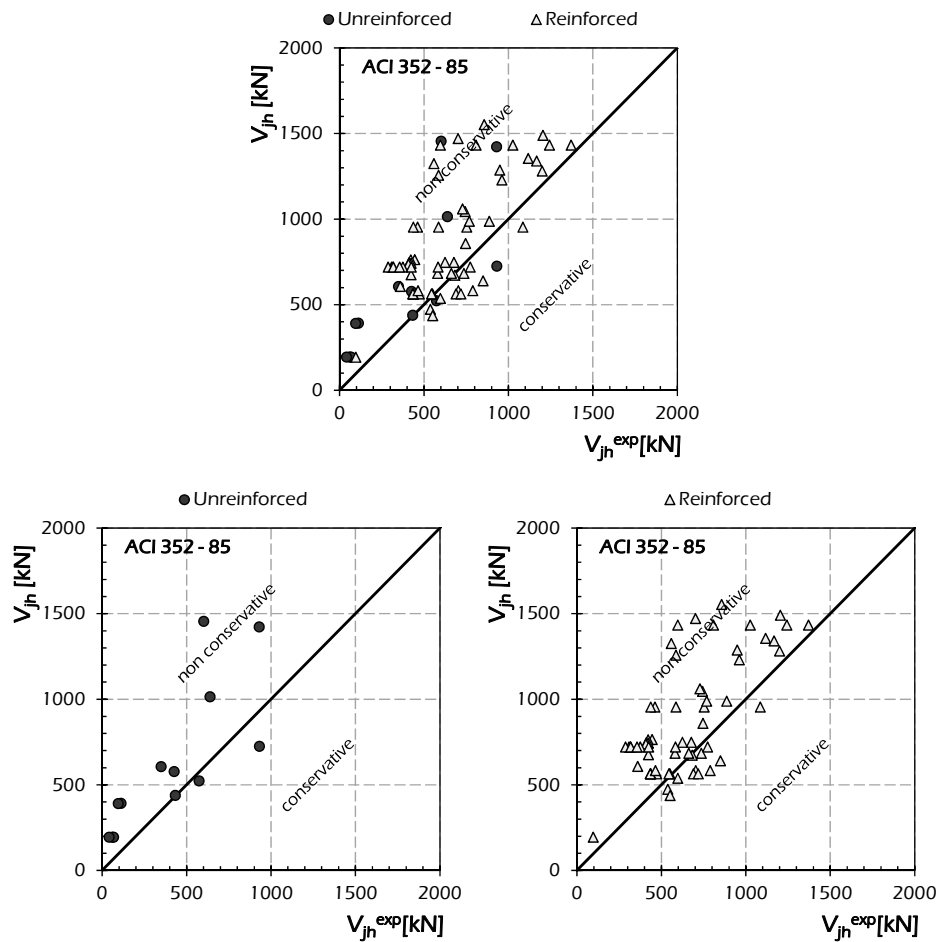 Unreinforced Reinforced
2000
ACI 352 - 85
V_jh [kN]
1500
non conservative
1000
conservative
500
0
0 500 1000 1500 2000
V_jh^exp[kN]
Unreinforced
2000
ACI 352 - 85
V_jh [kN]
1500
non conservative
1000
conservative
500
0
0 500 1000 1500 2000
V_jh^exp[kN]
Reinforced
2000
ACI 352 - 85
V_jh [kN]
1500
non conservative
1000
conservative
500
0
0 500 1000 1500 2000
V_jh^exp[kN]